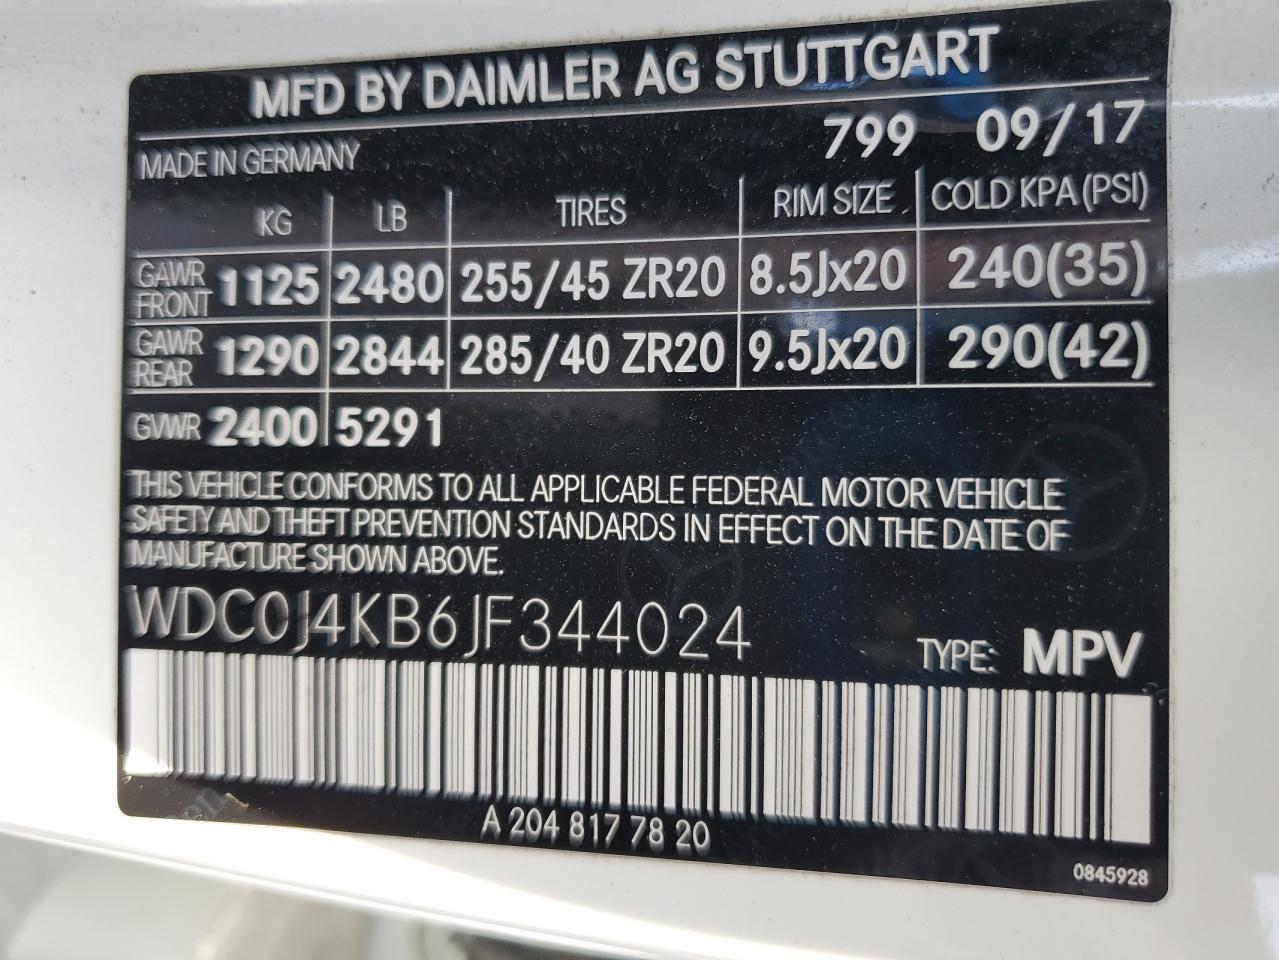 MFD BY DAIMLER AG STUTTGART
799 09/17
MADE IN GERMANY
KG LB TIRES RIM SIZE COLD KPA (PSI)
GAWR FRONT 1125 2480 255/45 ZR20 8.5Jx20 240(35)
GAWR REAR 1290 2844 285/40 ZR20 9.5Jx20 290(42)
GVWR 2400 5291
THIS VEHICLE CONFORMS TO ALL APPLICABLE FEDERAL MOTOR VEHICLE
SAFETY AND THEFT PREVENTION STANDARDS IN EFFECT ON THE DATE OF
MANUFACTURE SHOWN ABOVE.
WDC0J4KB6JF344024
TYPE: MPV
A 204 817 78 20
0845928